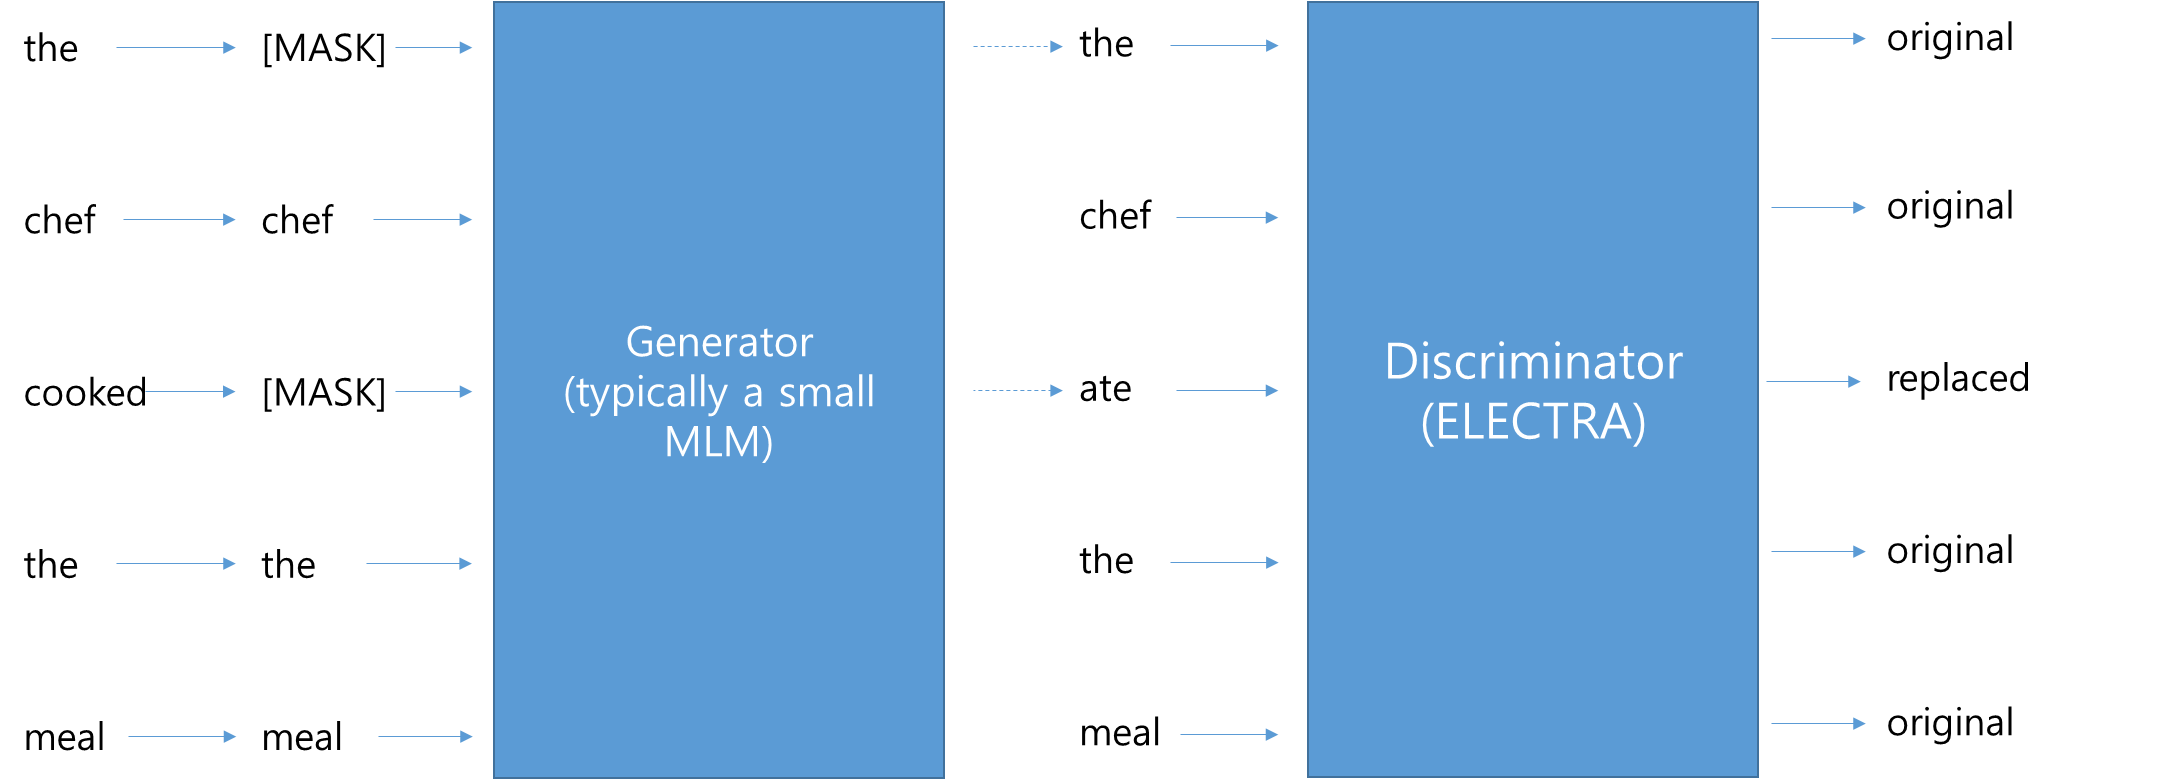 the [MASK] the original
chef chef chef original
Generator
(typically a small
MLM)
Discriminator
(ELECTRA)
cooked [MASK] ate replaced
the the the original
meal meal meal original